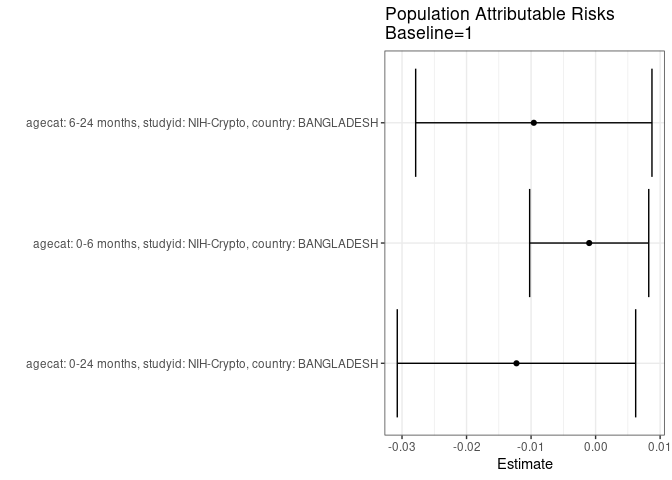 Population Attributable Risks
Baseline=1
agecat: 6-24 months, studyid: NIH-Crypto, country: BANGLADESH
agecat: 0-6 months, studyid: NIH-Crypto, country: BANGLADESH
agecat: 0-24 months, studyid: NIH-Crypto, country: BANGLADESH
-0.03 -0.02 -0.01 0.00 0.01
Estimate